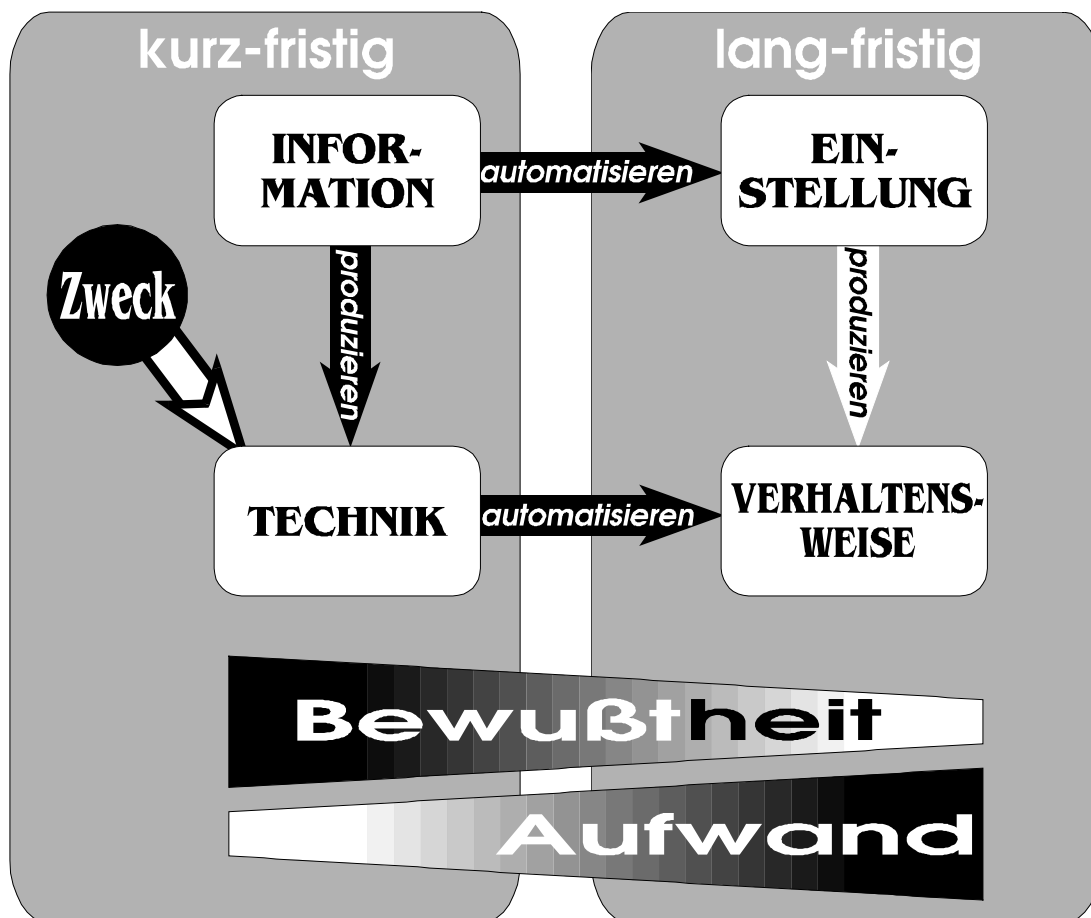 kurz-fristig
lang-fristig
INFOR-
MATION
automatisieren
EIN-
STELLUNG
Zweck
produzieren
produzieren
TECHNIK
automatisieren
VERHALTENS-
WEISE
Bewußtheit
Aufwand